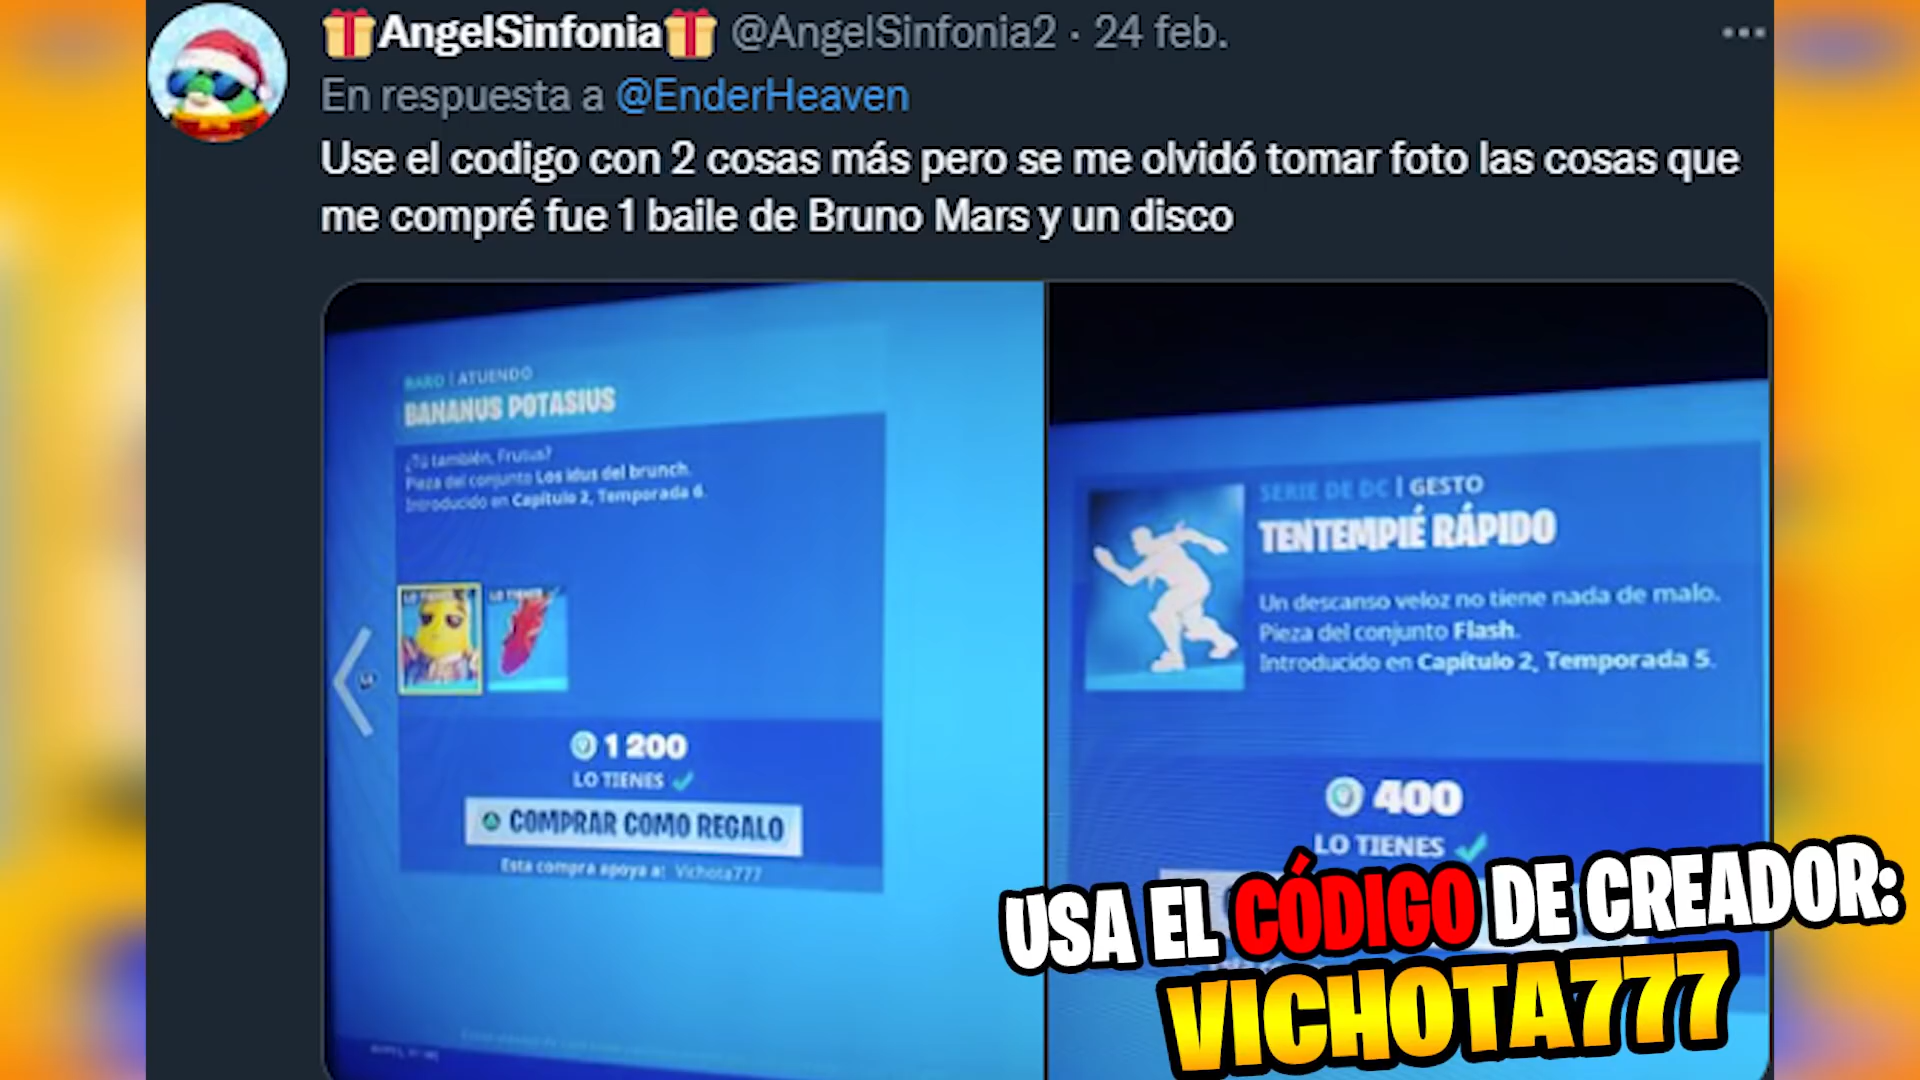 🎁AngelSinfonia🎁 @AngelSinfonia2 · 24 feb.
En respuesta a @EnderHeaven
Use el codigo con 2 cosas más pero se me olvidó tomar foto las cosas que
me compré fue 1 baile de Bruno Mars y un disco
RARO | ATUENDO
BANANUS POTASIUS
¿Tú también, Frutus?
Pieza del conjunto Los idus del brunch.
Introducido en Capítulo 2, Temporada 6.
LO TIENES
LO TIENES
1 200
LO TIENES
COMPRAR COMO REGALO
Esta compra apoya a: Vichota777
SERIE DE DC | GESTO
TENTEMPIÉ RÁPIDO
Un descanso veloz no tiene nada de malo.
Pieza del conjunto Flash.
Introducido en Capítulo 2, Temporada 5.
400
LO TIENES
USA EL CÓDIGO DE CREADOR:
VICHOTA777